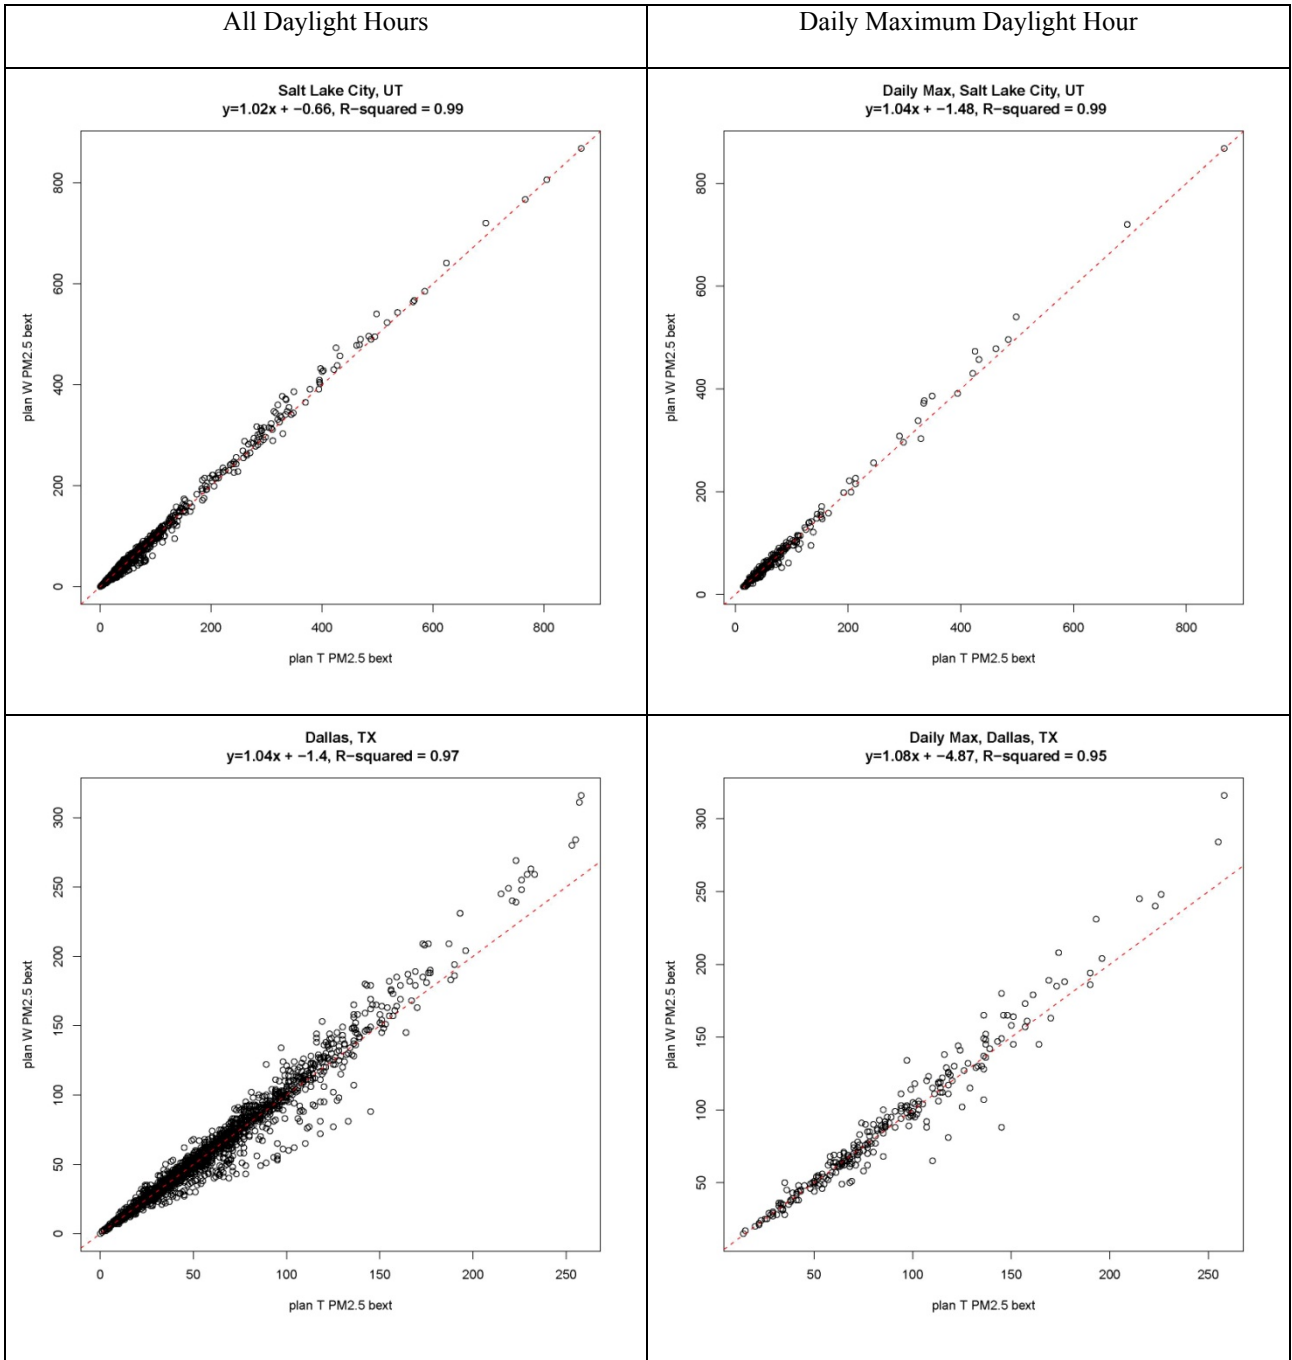 All Daylight Hours
Daily Maximum Daylight Hour
Salt Lake City, UT
y=1.02x + −0.66, R−squared = 0.99
plan W PM2.5 bext
800
600
400
200
0
0 200 400 600 800
plan T PM2.5 bext
Daily Max, Salt Lake City, UT
y=1.04x + −1.48, R−squared = 0.99
plan W PM2.5 bext
800
600
400
200
0
0 200 400 600 800
plan T PM2.5 bext
Dallas, TX
y=1.04x + −1.4, R−squared = 0.97
plan W PM2.5 bext
300
250
200
150
100
50
0
0 50 100 150 200 250
plan T PM2.5 bext
Daily Max, Dallas, TX
y=1.08x + −4.87, R−squared = 0.95
plan W PM2.5 bext
300
250
200
150
100
50
50 100 150 200 250
plan T PM2.5 bext